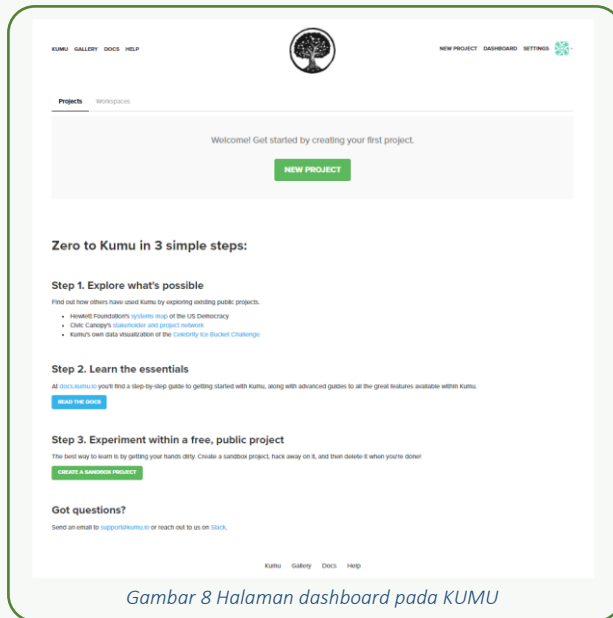 KUMU GALLERY DOCS HELP
NEW PROJECT DASHBOARD SETTINGS
Projects Workspaces
Welcome! Get started by creating your first project.
NEW PROJECT
Zero to Kumu in 3 simple steps:
Step 1. Explore what's possible
Find out how others have used Kumu by exploring existing public projects.
• Hewlett Foundation's systems map of the US Democracy
• Civic Canopy's stakeholder and project network
• Kumu's own data visualization of the Celebrity Ice Bucket Challenge
Step 2. Learn the essentials
At docs.kumu.io you'll find a step-by-step guide to getting started with Kumu, along with advanced guides to all the great features available within Kumu.
READ THE DOCS
Step 3. Experiment within a free, public project
The best way to learn is by getting your hands dirty. Create a sandbox project, hack away on it, and then delete it when you're done!
CREATE A SANDBOX PROJECT
Got questions?
Send an email to support@kumu.io or reach out to us on Slack.
Kumu Gallery Docs Help
Gambar 8 Halaman dashboard pada KUMU